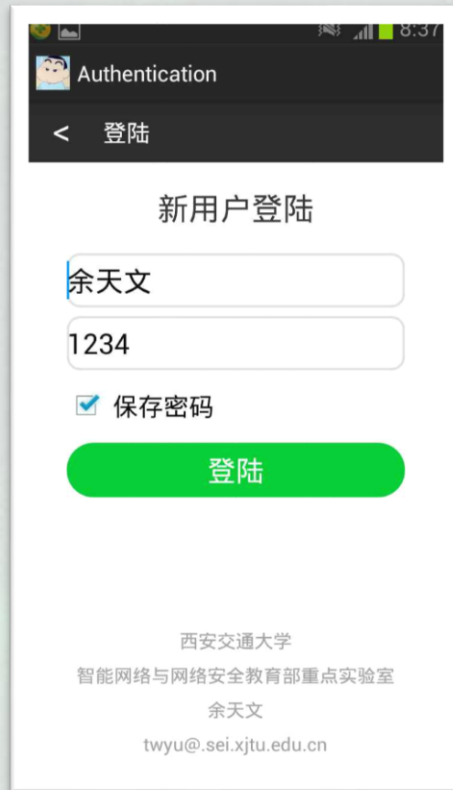 8:37
Authentication
< 登陆
新用户登陆
余天文
1234
保存密码
登陆
西安交通大学
智能网络与网络安全教育部重点实验室
余天文
twyu@.sei.xjtu.edu.cn